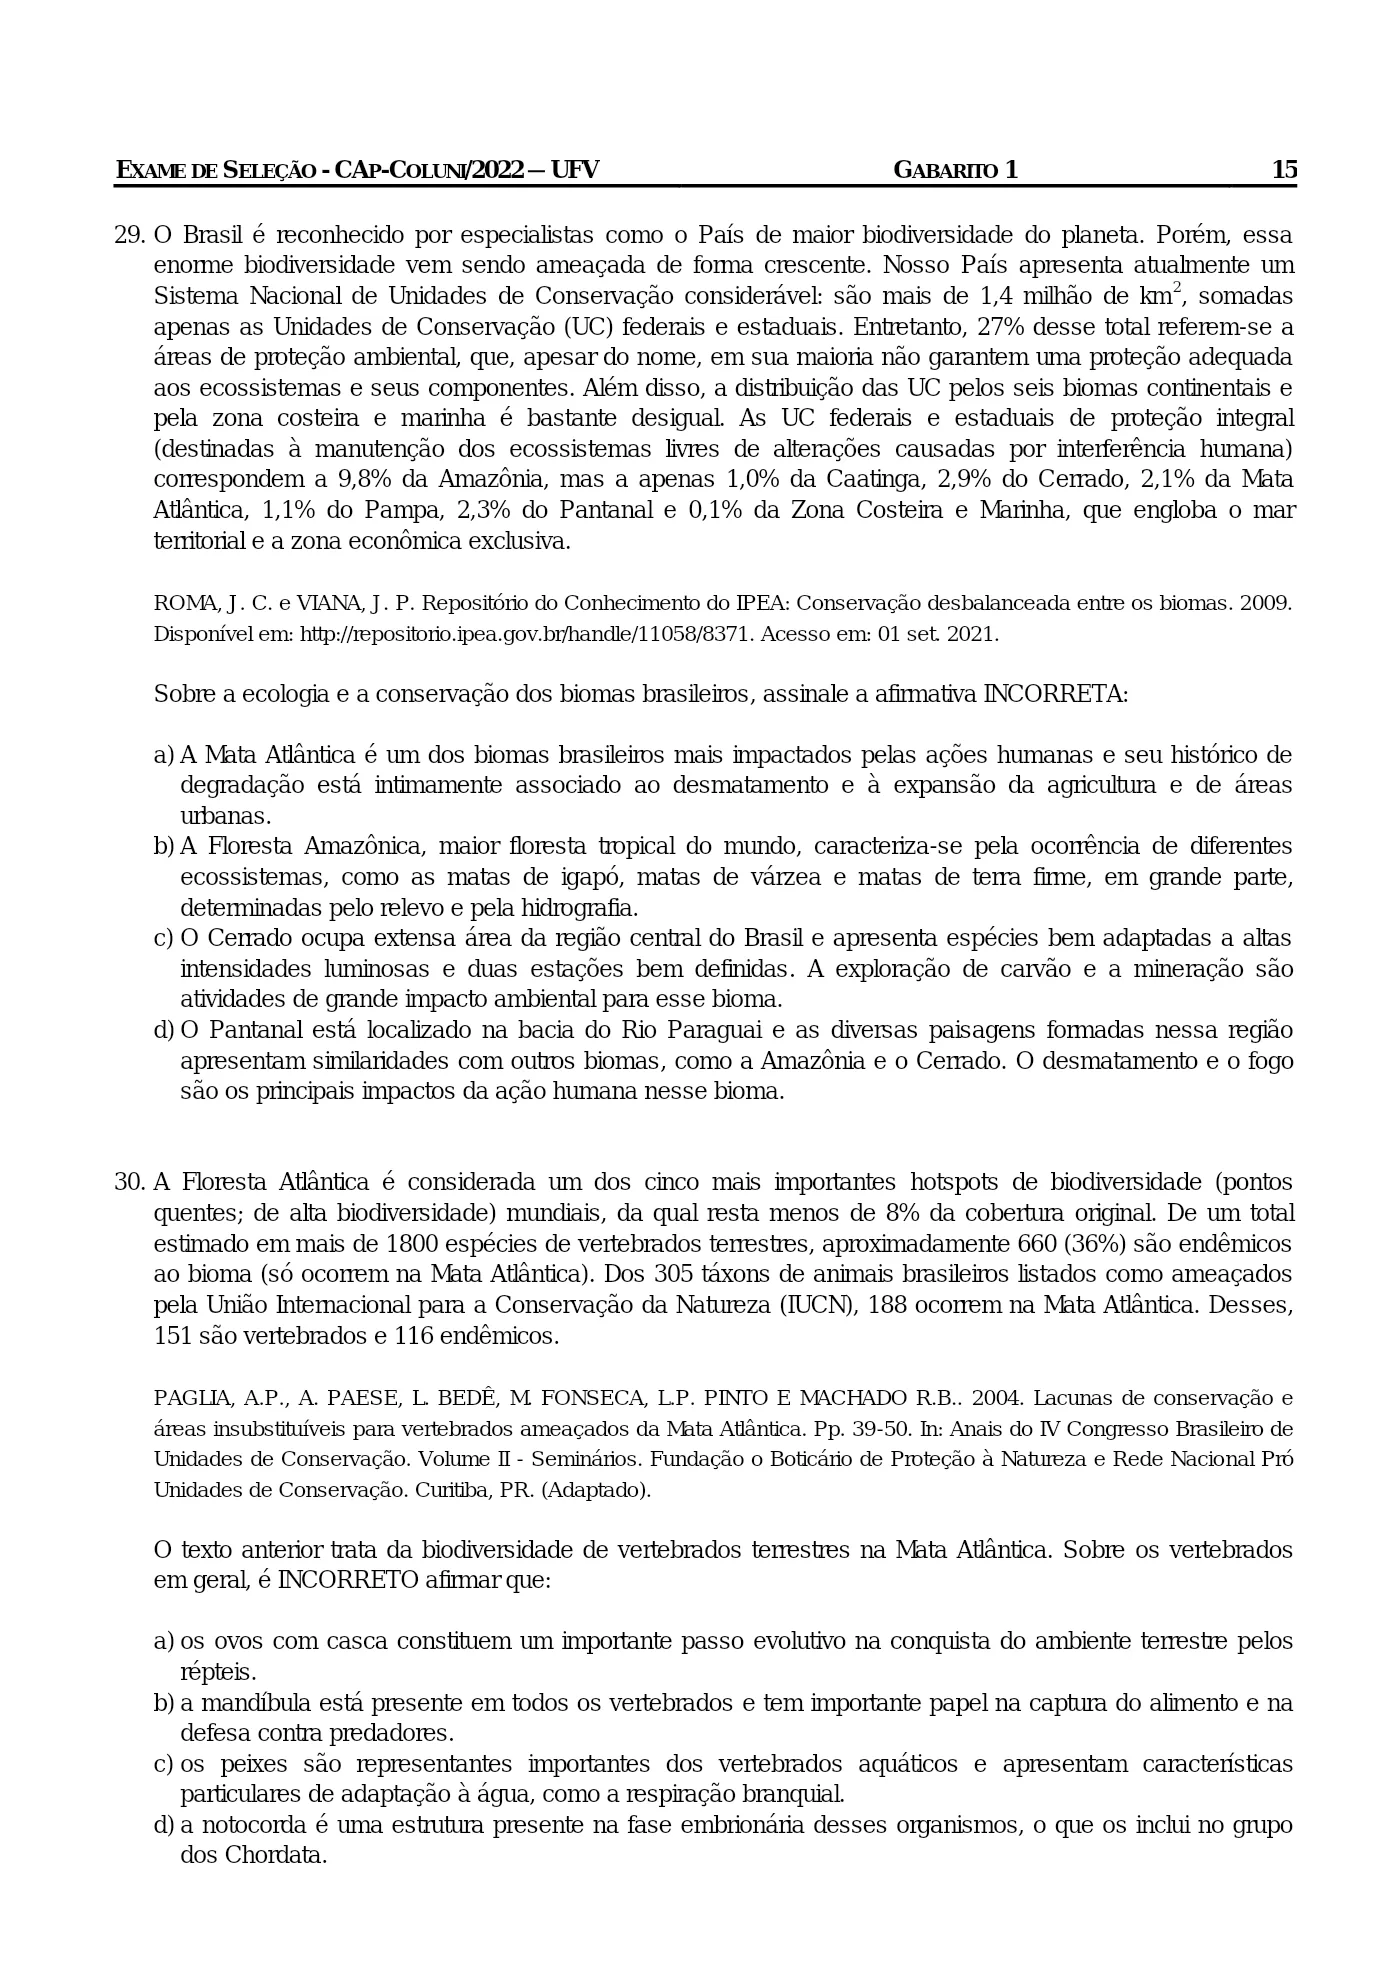 EXAME DE SELEÇÃO - CAP-COLUNI/2022 — UFV GABARITO 1 15
29. O Brasil é reconhecido por especialistas como o País de maior biodiversidade do planeta. Porém, essa
enorme biodiversidade vem sendo ameaçada de forma crescente. Nosso País apresenta atualmente um
Sistema Nacional de Unidades de Conservação considerável: são mais de 1,4 milhão de km², somadas
apenas as Unidades de Conservação (UC) federais e estaduais. Entretanto, 27% desse total referem-se a
áreas de proteção ambiental, que, apesar do nome, em sua maioria não garantem uma proteção adequada
aos ecossistemas e seus componentes. Além disso, a distribuição das UC pelos seis biomas continentais e
pela zona costeira e marinha é bastante desigual. As UC federais e estaduais de proteção integral
(destinadas à manutenção dos ecossistemas livres de alterações causadas por interferência humana)
correspondem a 9,8% da Amazônia, mas a apenas 1,0% da Caatinga, 2,9% do Cerrado, 2,1% da Mata
Atlântica, 1,1% do Pampa, 2,3% do Pantanal e 0,1% da Zona Costeira e Marinha, que engloba o mar
territorial e a zona econômica exclusiva.
ROMA, J. C. e VIANA, J. P. Repositório do Conhecimento do IPEA: Conservação desbalanceada entre os biomas. 2009.
Disponível em: http://repositorio.ipea.gov.br/handle/11058/8371. Acesso em: 01 set. 2021.
Sobre a ecologia e a conservação dos biomas brasileiros, assinale a afirmativa INCORRETA:
a) A Mata Atlântica é um dos biomas brasileiros mais impactados pelas ações humanas e seu histórico de
degradação está intimamente associado ao desmatamento e à expansão da agricultura e de áreas
urbanas.
b) A Floresta Amazônica, maior floresta tropical do mundo, caracteriza-se pela ocorrência de diferentes
ecossistemas, como as matas de igapó, matas de várzea e matas de terra firme, em grande parte,
determinadas pelo relevo e pela hidrografia.
c) O Cerrado ocupa extensa área da região central do Brasil e apresenta espécies bem adaptadas a altas
intensidades luminosas e duas estações bem definidas. A exploração de carvão e a mineração são
atividades de grande impacto ambiental para esse bioma.
d) O Pantanal está localizado na bacia do Rio Paraguai e as diversas paisagens formadas nessa região
apresentam similaridades com outros biomas, como a Amazônia e o Cerrado. O desmatamento e o fogo
são os principais impactos da ação humana nesse bioma.
30. A Floresta Atlântica é considerada um dos cinco mais importantes hotspots de biodiversidade (pontos
quentes; de alta biodiversidade) mundiais, da qual resta menos de 8% da cobertura original. De um total
estimado em mais de 1800 espécies de vertebrados terrestres, aproximadamente 660 (36%) são endêmicos
ao bioma (só ocorrem na Mata Atlântica). Dos 305 táxons de animais brasileiros listados como ameaçados
pela União Internacional para a Conservação da Natureza (IUCN), 188 ocorrem na Mata Atlântica. Desses,
151 são vertebrados e 116 endêmicos.
PAGLIA, A.P., A. PAESE, L. BEDÊ, M. FONSECA, L.P. PINTO E MACHADO R.B.. 2004. Lacunas de conservação e
áreas insubstituíveis para vertebrados ameaçados da Mata Atlântica. Pp. 39-50. In: Anais do IV Congresso Brasileiro de
Unidades de Conservação. Volume II - Seminários. Fundação o Boticário de Proteção à Natureza e Rede Nacional Pró
Unidades de Conservação. Curitiba, PR. (Adaptado).
O texto anterior trata da biodiversidade de vertebrados terrestres na Mata Atlântica. Sobre os vertebrados
em geral, é INCORRETO afirmar que:
a) os ovos com casca constituem um importante passo evolutivo na conquista do ambiente terrestre pelos
répteis.
b) a mandíbula está presente em todos os vertebrados e tem importante papel na captura do alimento e na
defesa contra predadores.
c) os peixes são representantes importantes dos vertebrados aquáticos e apresentam características
particulares de adaptação à água, como a respiração branquial.
d) a notocorda é uma estrutura presente na fase embrionária desses organismos, o que os inclui no grupo
dos Chordata.